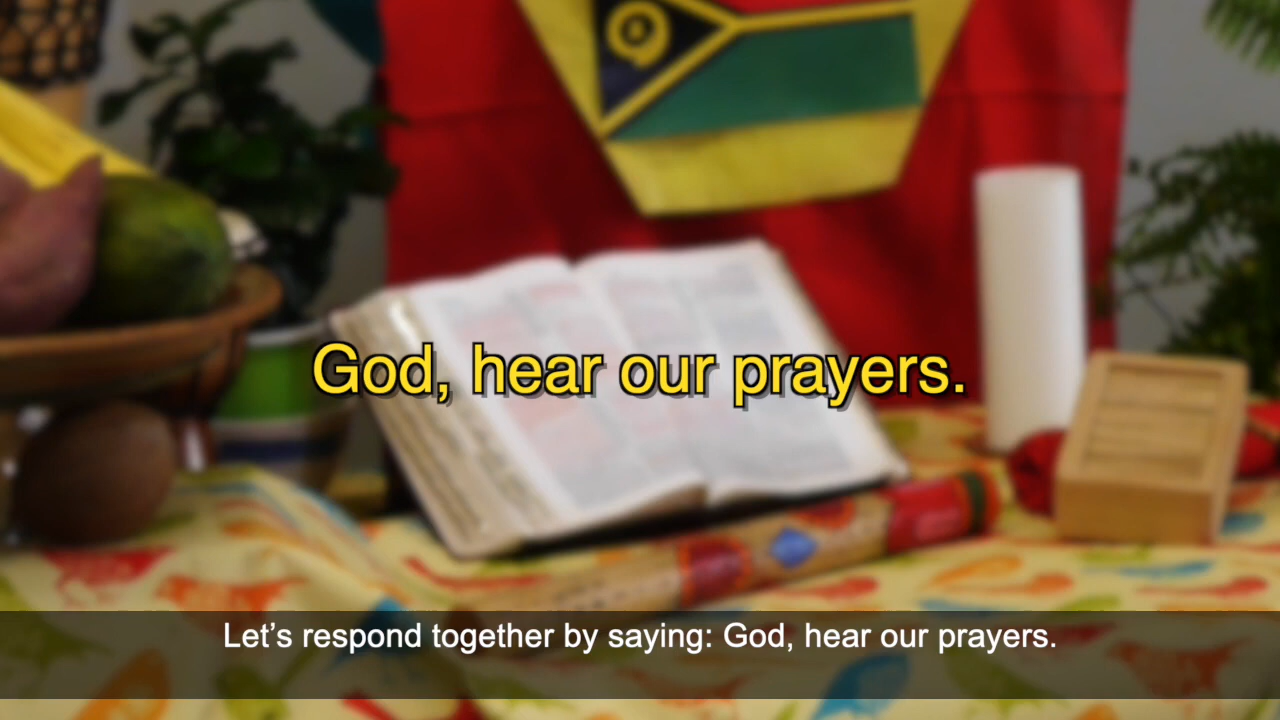 God, hear our prayers.
Let’s respond together by saying: God, hear our prayers.